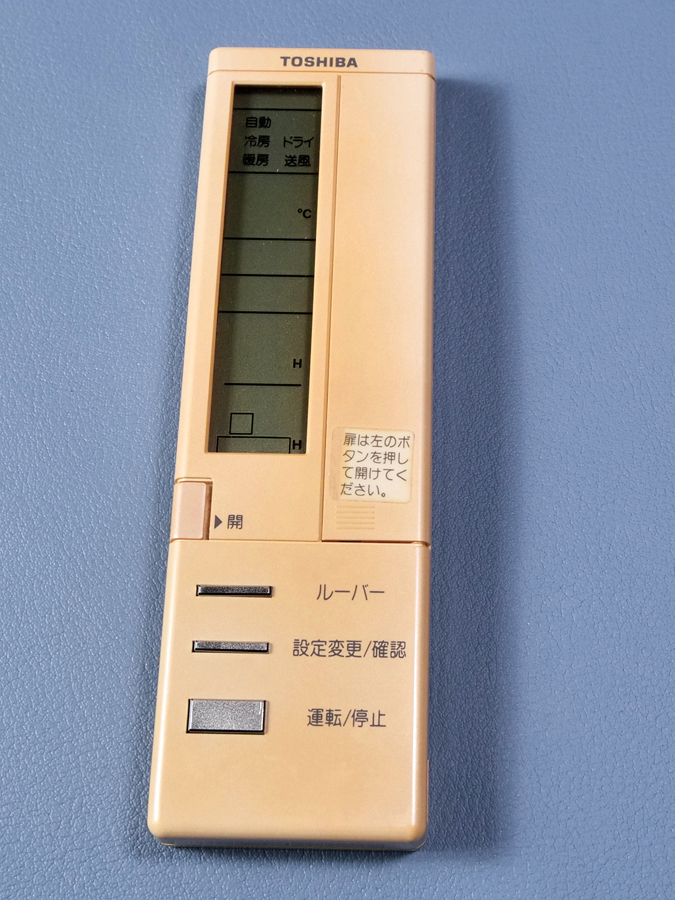 TOSHIBA
自動
冷房 ドライ
暖房 送風
℃
H
H
扉は左のボ
タンを押し
て開けてく
ださい。
▶開
ルーバー
設定変更/確認
運転/停止